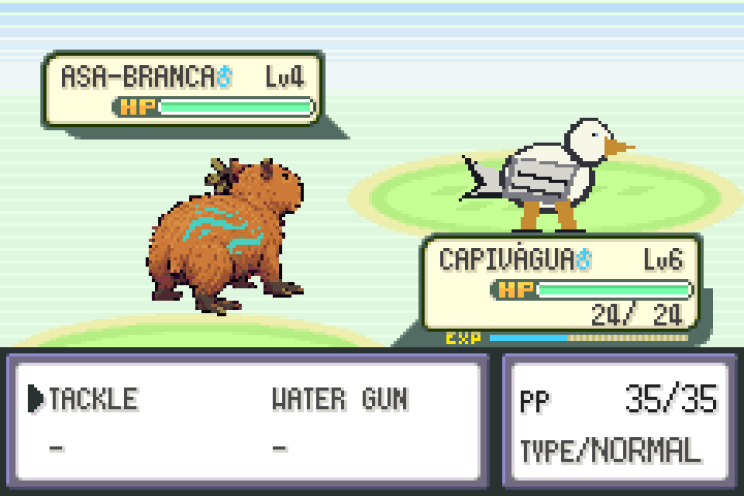 ASA-BRANCA♂ Lv4
HP
CAPIVÁGUA♂ Lv6
HP
24/ 24
EXP
▶TACKLE WATER GUN
- -
PP 35/35
TYPE/NORMAL